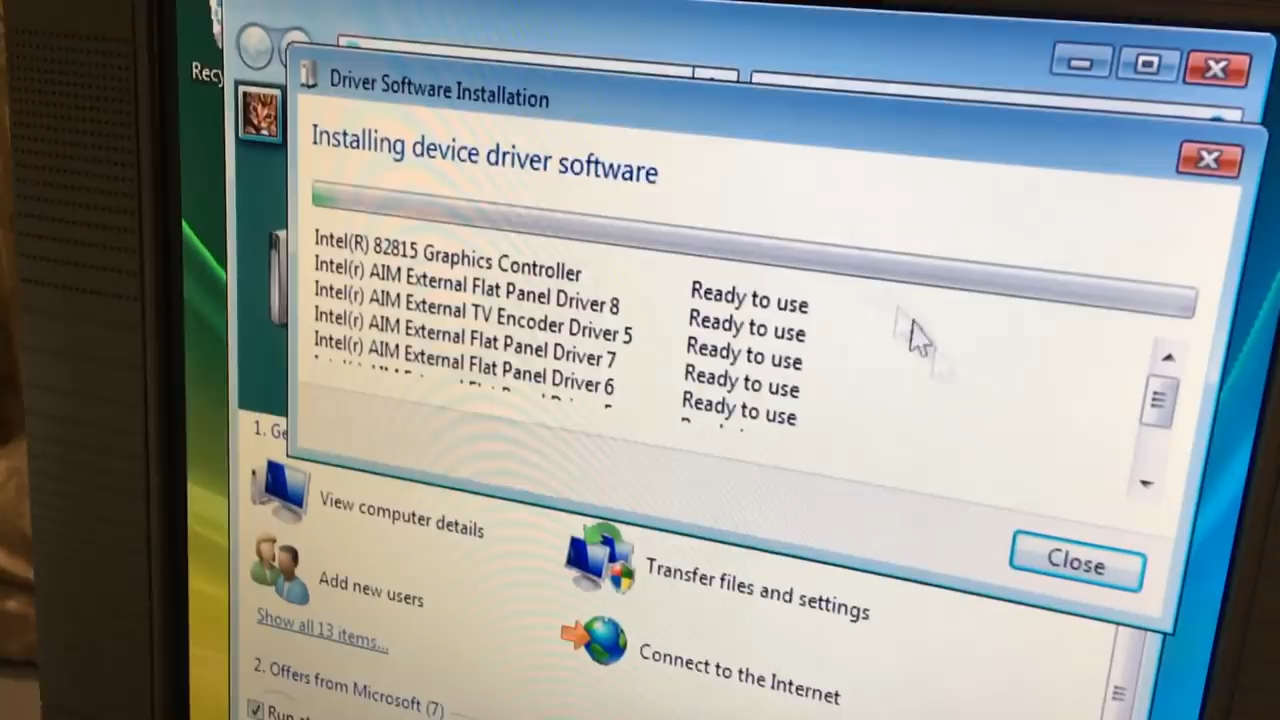 Recy
Driver Software Installation
Installing device driver software
Intel(R) 82815 Graphics Controller Ready to use
Intel(r) AIM External Flat Panel Driver 8 Ready to use
Intel(r) AIM External TV Encoder Driver 5 Ready to use
Intel(r) AIM External Flat Panel Driver 7 Ready to use
Intel(r) AIM External Flat Panel Driver 6 Ready to use
Close
1. Ge
View computer details
Transfer files and settings
Add new users
Connect to the Internet
Show all 13 items...
2. Offers from Microsoft (7)